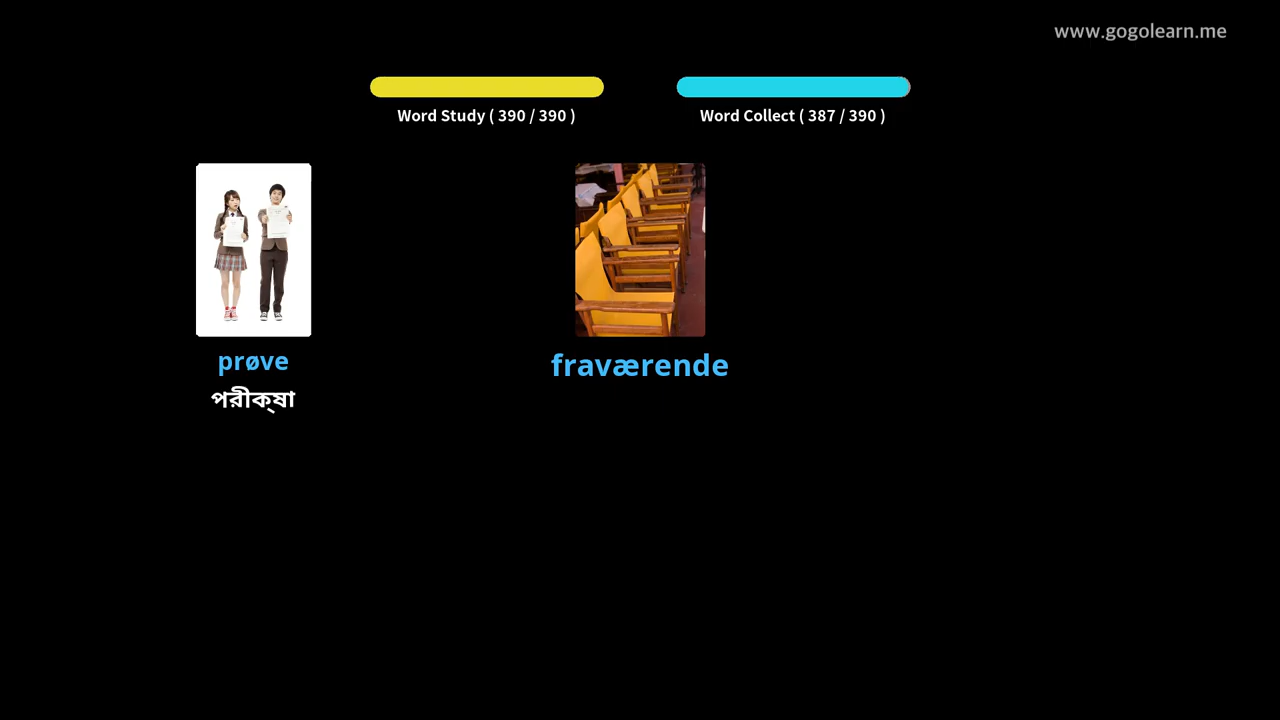 www.gogolearn.me
Word Study ( 390 / 390 )
Word Collect ( 387 / 390 )
prøve
পরীক্ষা
fraværende